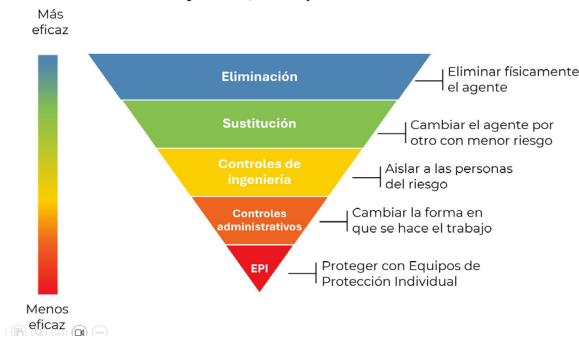 Más
eficaz
Eliminación
Eliminar físicamente
el agente
Sustitución
Cambiar el agente por
otro con menor riesgo
Controles de
ingeniería
Aislar a las personas
del riesgo
Controles
administrativos
Cambiar la forma en
que se hace el trabajo
EPI
Proteger con Equipos de
Protección Individual
Menos
eficaz